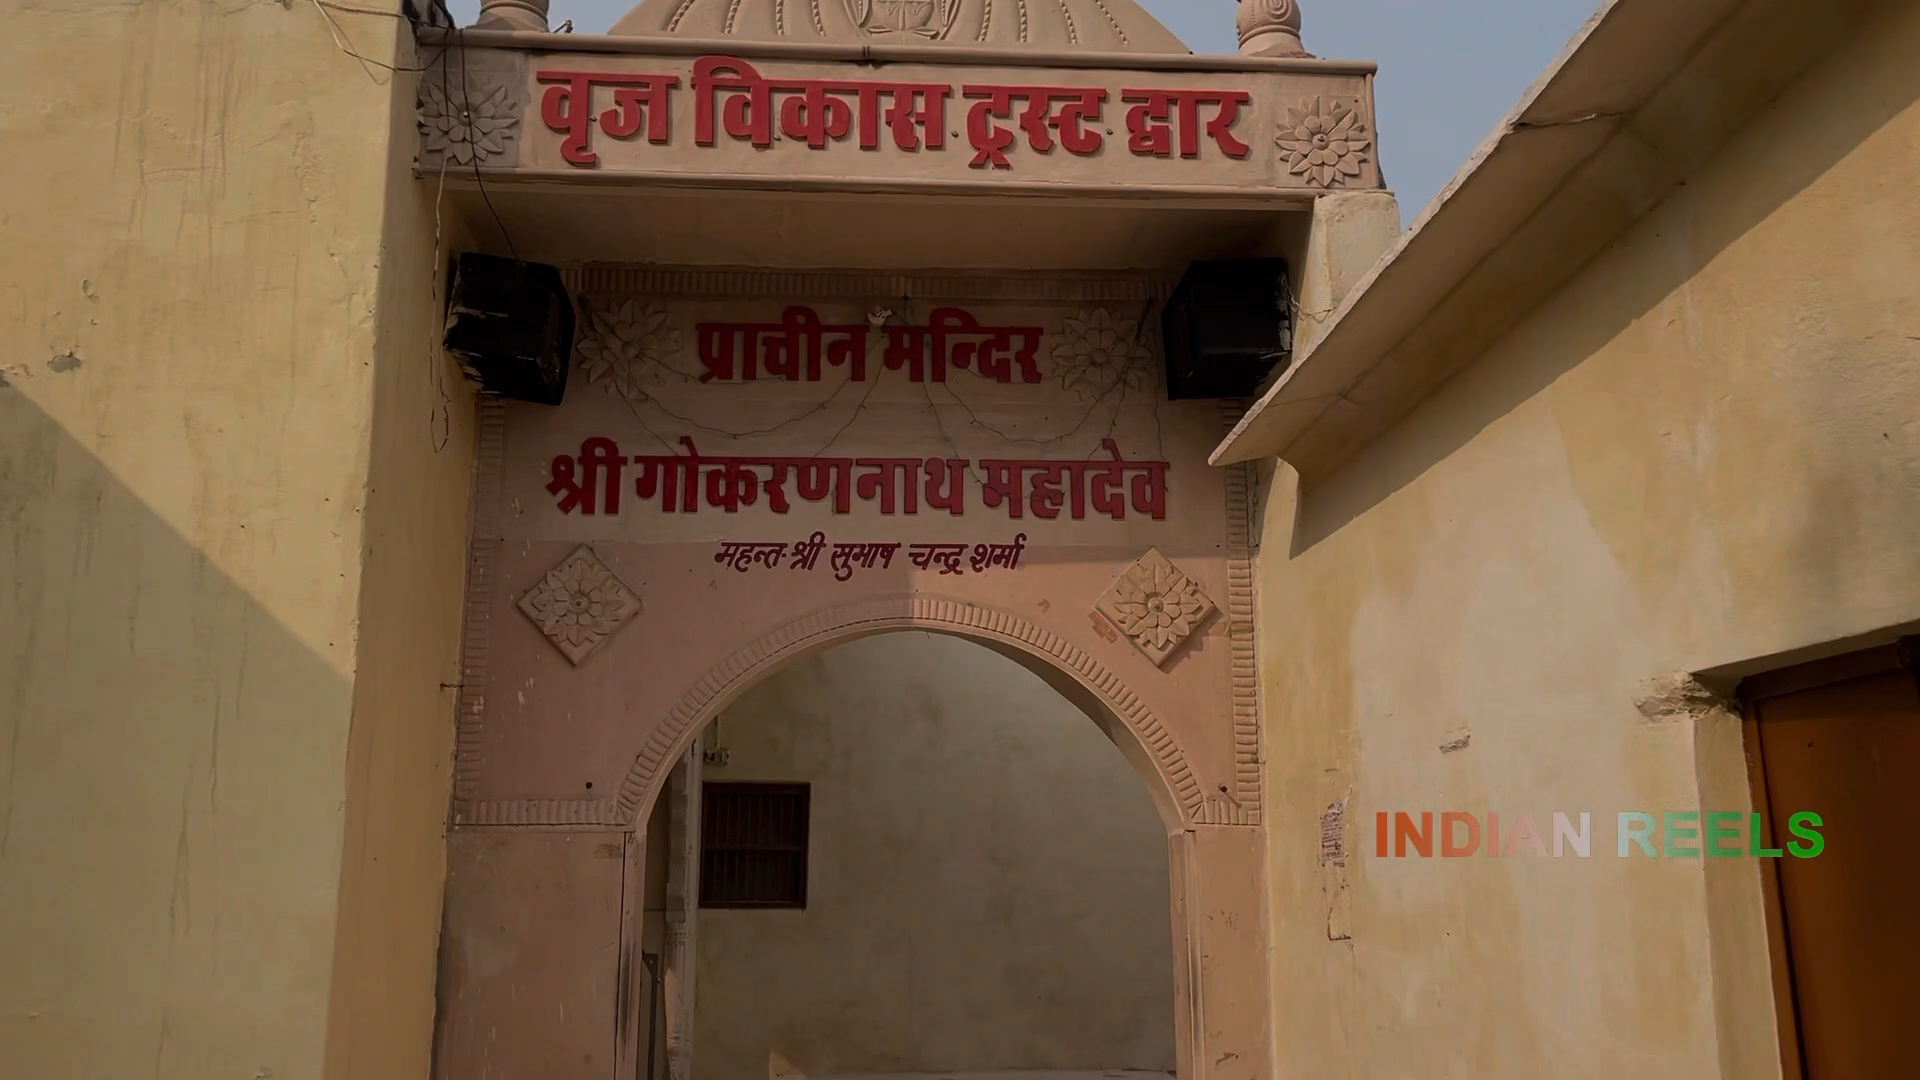 वृज विकास ट्रस्ट द्वार
प्राचीन मन्दिर
श्री गोकरणनाथ महादेव
महन्त-श्री सुभाष चन्द्र शर्मा
INDIAN REELS